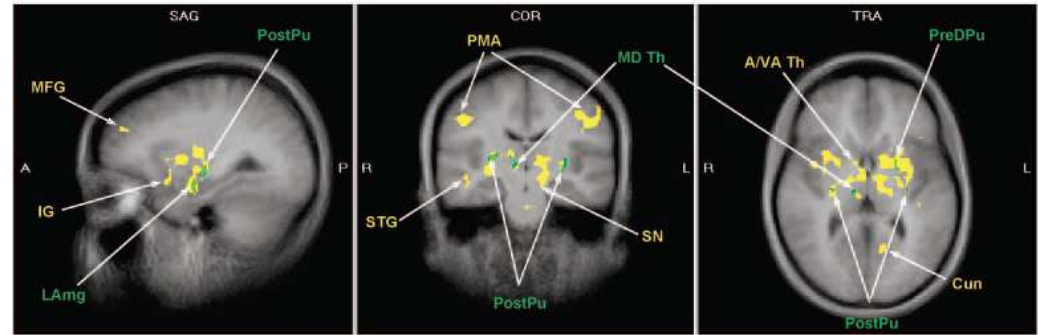 SAG
PostPu
MFG
A
P
IG
LAmg
COR
PMA
MD Th
R
L
STG
SN
PostPu
TRA
A/VA Th
PreDPu
R
L
Cun
PostPu